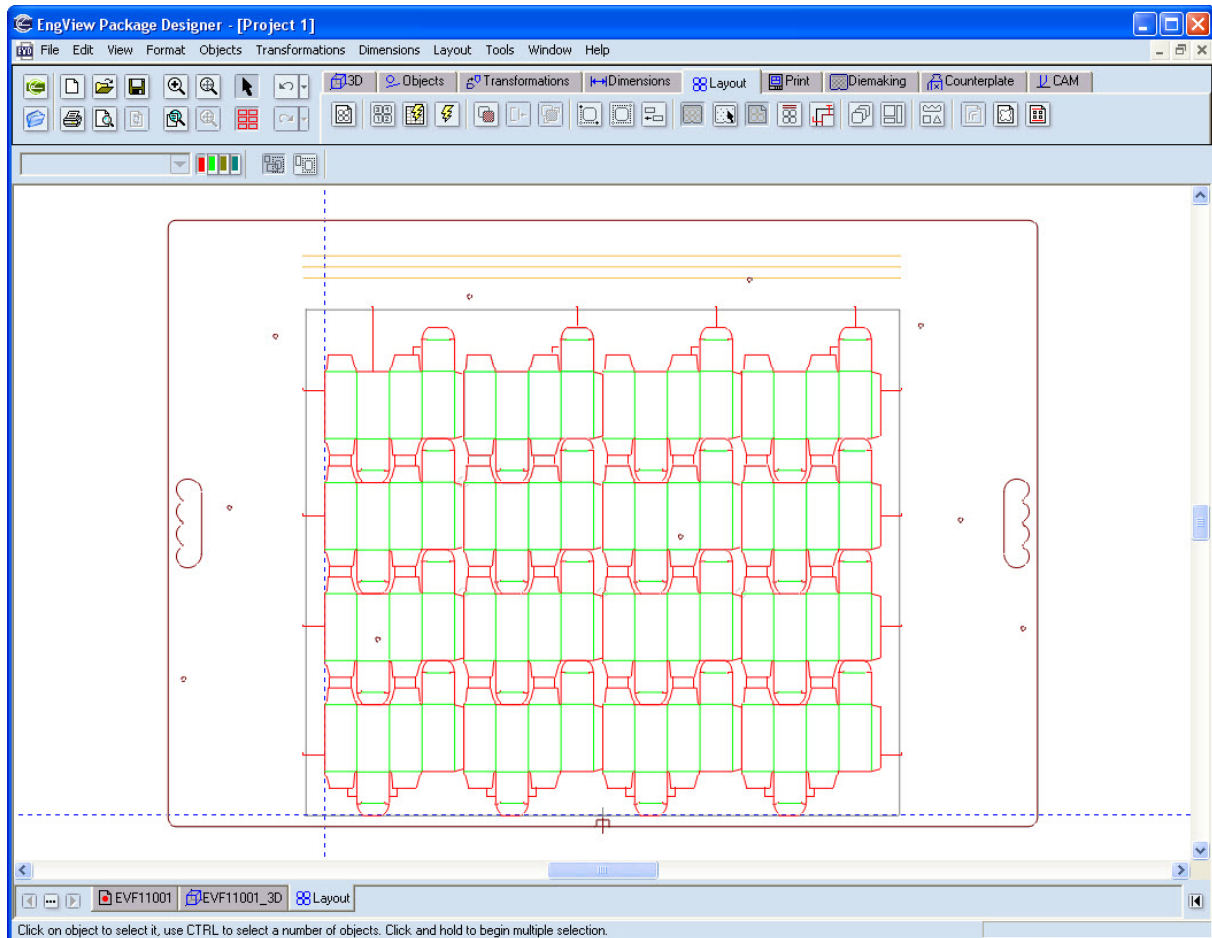 EngView Package Designer - [Project 1]
File Edit View Format Objects Transformations Dimensions Layout Tools Window Help
3D Objects Transformations Dimensions Layout Print Diemaking Counterplate CAM
EVF11001 EVF11001_3D Layout
Click on object to select it, use CTRL to select a number of objects. Click and hold to begin multiple selection.